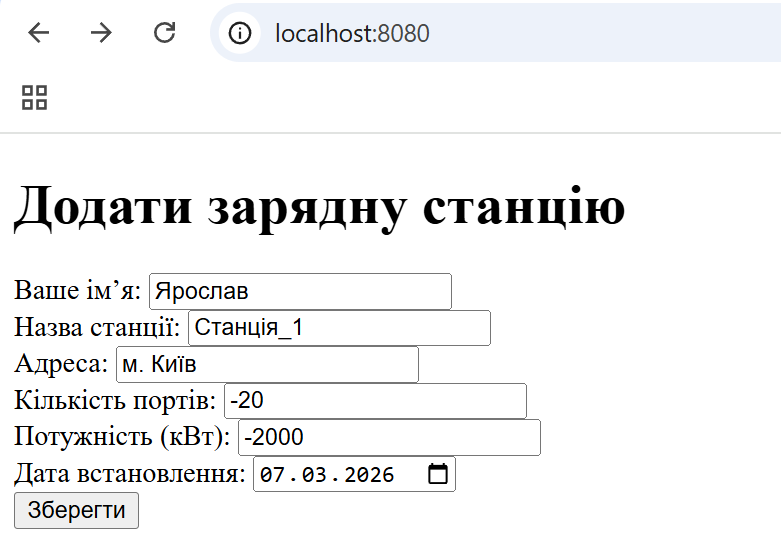 localhost:8080
Додати зарядну станцію
Ваше ім’я: Ярослав
Назва станції: Станція_1
Адреса: м. Київ
Кількість портів: -20
Потужність (кВт): -2000
Дата встановлення: 07.03.2026
Зберегти